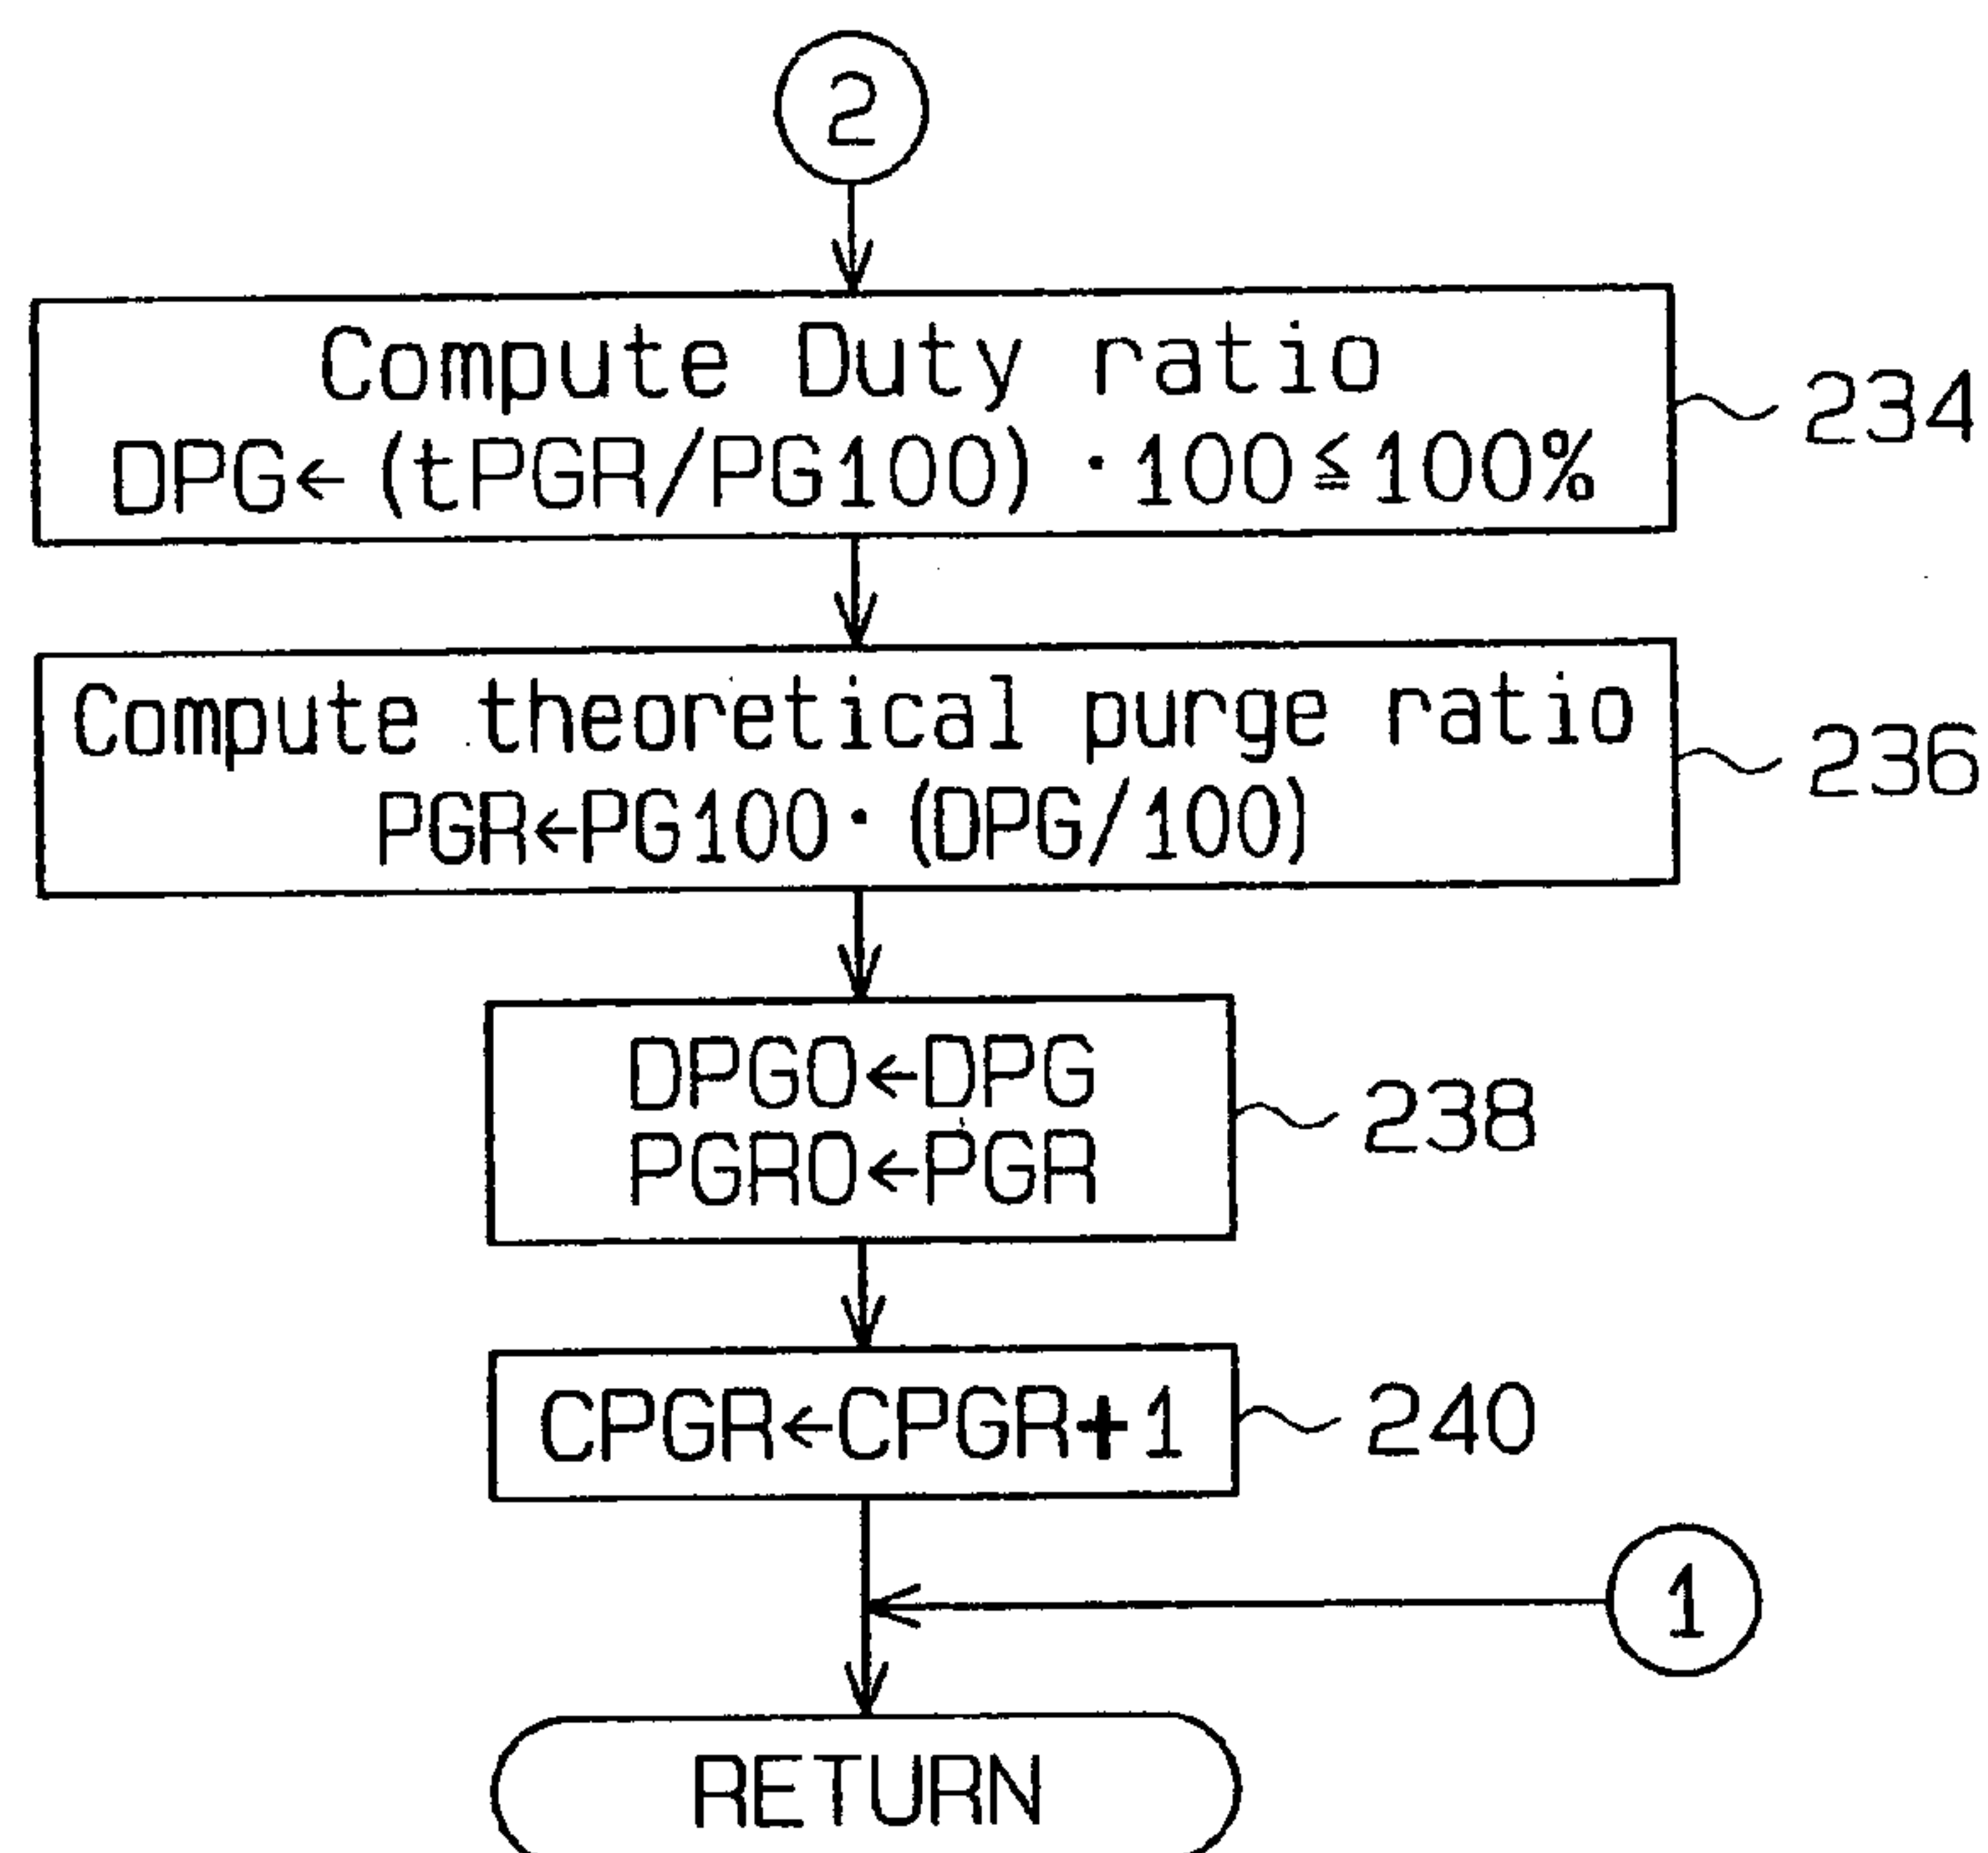 2
Compute Duty ratio
DPG←(tPGR/PG100)·100≦100%
234
Compute theoretical purge ratio
PGR←PG100·(DPG/100)
236
DPG0←DPG
PGR0←PGR
238
CPGR←CPGR+1
240
1
RETURN